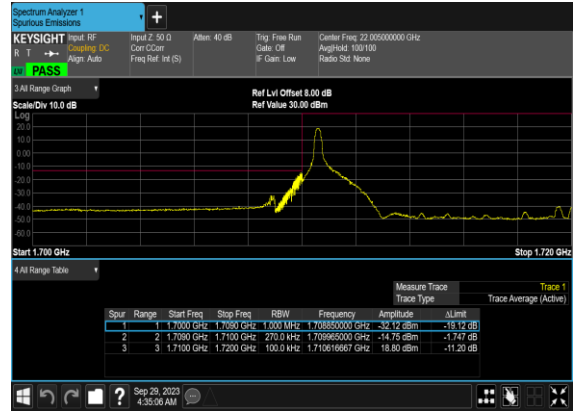 Spectrum Analyzer 1
Spurious Emissions
KEYSIGHT Input: RF Input Z: 50 Ω Atten: 40 dB Trig: Free Run Center Freq: 22.005000000 GHz
R T Coupling: DC Corr CCorr Gate: Off Avg|Hold: 100/100
Align: Auto Freq Ref: Int (S) IF Gain: Low Radio Std: None
PASS
3 All Range Graph
Ref Lvl Offset 8.00 dB
Scale/Div 10.0 dB Ref Value 30.00 dBm
Log
20.0
10.0
0.00
-10.0
-20.0
-30.0
-40.0
-50.0
-60.0
Start 1.700 GHz Stop 1.720 GHz
4 All Range Table
Measure Trace Trace 1
Trace Type Trace Average (Active)
Spur Range Start Freq Stop Freq RBW Frequency Amplitude ΔLimit
1 1 1.7000 GHz 1.7090 GHz 1.000 MHz 1.708850000 GHz -32.12 dBm -19.12 dB
2 2 1.7090 GHz 1.7100 GHz 270.0 kHz 1.709965000 GHz -14.75 dBm -1.747 dB
3 3 1.7100 GHz 1.7200 GHz 100.0 kHz 1.710616667 GHz 18.80 dBm -11.20 dB
? Sep 29, 2023
4:35:06 AM